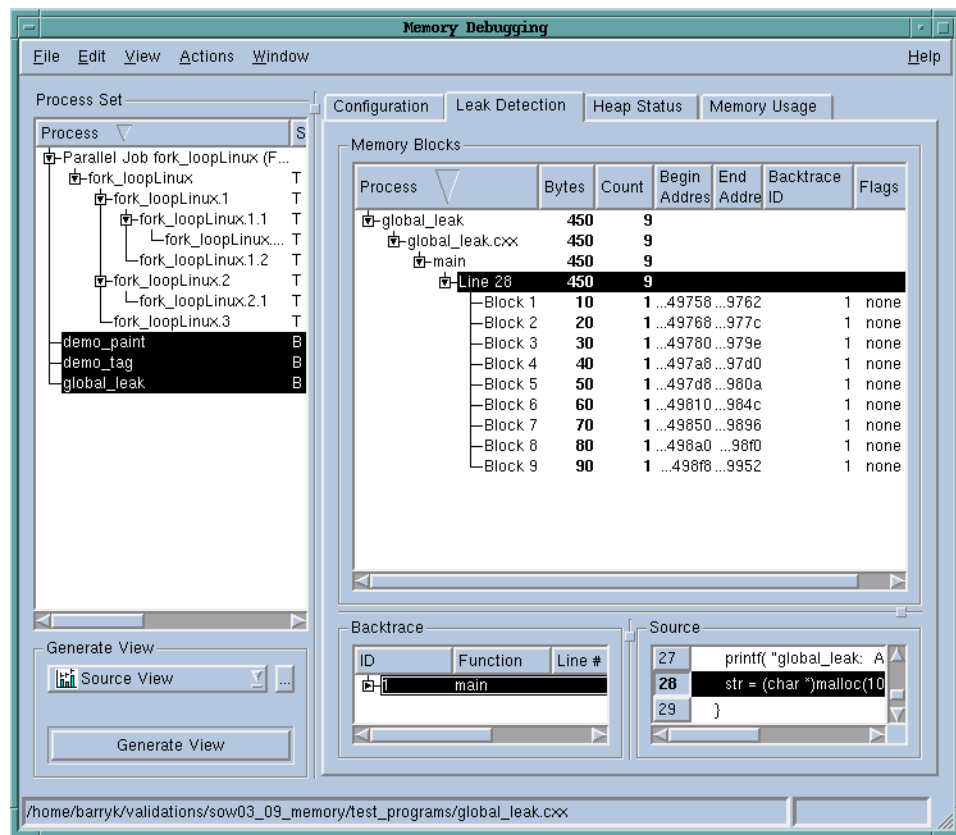 Memory Debugging
File Edit View Actions Window Help
Process Set
Process S
Parallel Job fork_loopLinux (F...
fork_loopLinux T
fork_loopLinux.1 T
fork_loopLinux.1.1 T
fork_loopLinux.... T
fork_loopLinux.1.2 T
fork_loopLinux.2 T
fork_loopLinux.2.1 T
fork_loopLinux.3 T
demo_paint B
demo_tag B
global_leak B
Generate View
Source View ...
Generate View
Configuration Leak Detection Heap Status Memory Usage
Memory Blocks
Process Bytes Count Begin Addres End Addre Backtrace ID Flags
global_leak 450 9
global_leak.cxx 450 9
main 450 9
Line 28 450 9
Block 1 10 1 ...49758 ...9762 1 none
Block 2 20 1 ...49768 ...977c 1 none
Block 3 30 1 ...49780 ...979e 1 none
Block 4 40 1 ...497a8 ...97d0 1 none
Block 5 50 1 ...497d8 ...980a 1 none
Block 6 60 1 ...49810 ...984c 1 none
Block 7 70 1 ...49850 ...9896 1 none
Block 8 80 1 ...498a0 ...98f0 1 none
Block 9 90 1 ...498f8 ...9952 1 none
Backtrace
ID Function Line #
1 main
Source
27 printf( "global_leak: A
28 str = (char *)malloc(10
29 }
/home/barryk/validations/sow03_09_memory/test_programs/global_leak.cxx